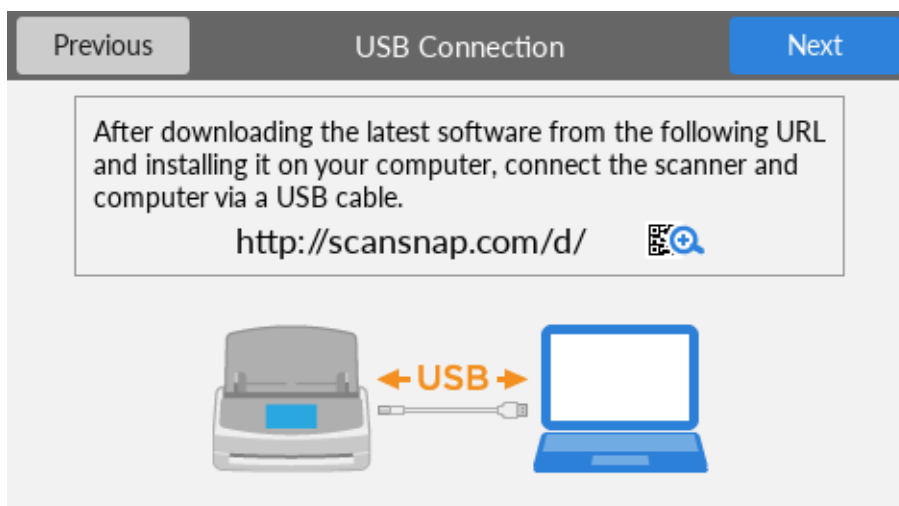 Previous
USB Connection
Next
After downloading the latest software from the following URL
and installing it on your computer, connect the scanner and
computer via a USB cable.
http://scansnap.com/d/
USB